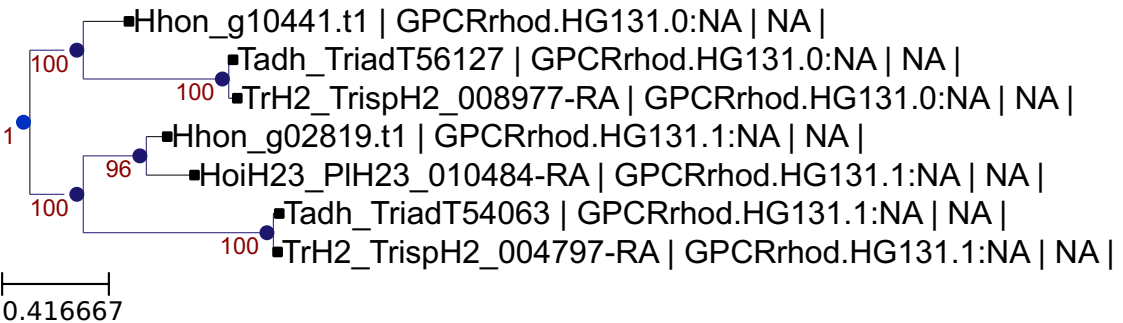 Hhon_g10441.t1 | GPCRrhod.HG131.0:NA | NA |
100
Tadh_TriadT56127 | GPCRrhod.HG131.0:NA | NA |
100
TrH2_TrispH2_008977-RA | GPCRrhod.HG131.0:NA | NA |
1
Hhon_g02819.t1 | GPCRrhod.HG131.1:NA | NA |
96
HoiH23_PlH23_010484-RA | GPCRrhod.HG131.1:NA | NA |
100
Tadh_TriadT54063 | GPCRrhod.HG131.1:NA | NA |
100
TrH2_TrispH2_004797-RA | GPCRrhod.HG131.1:NA | NA |
0.416667